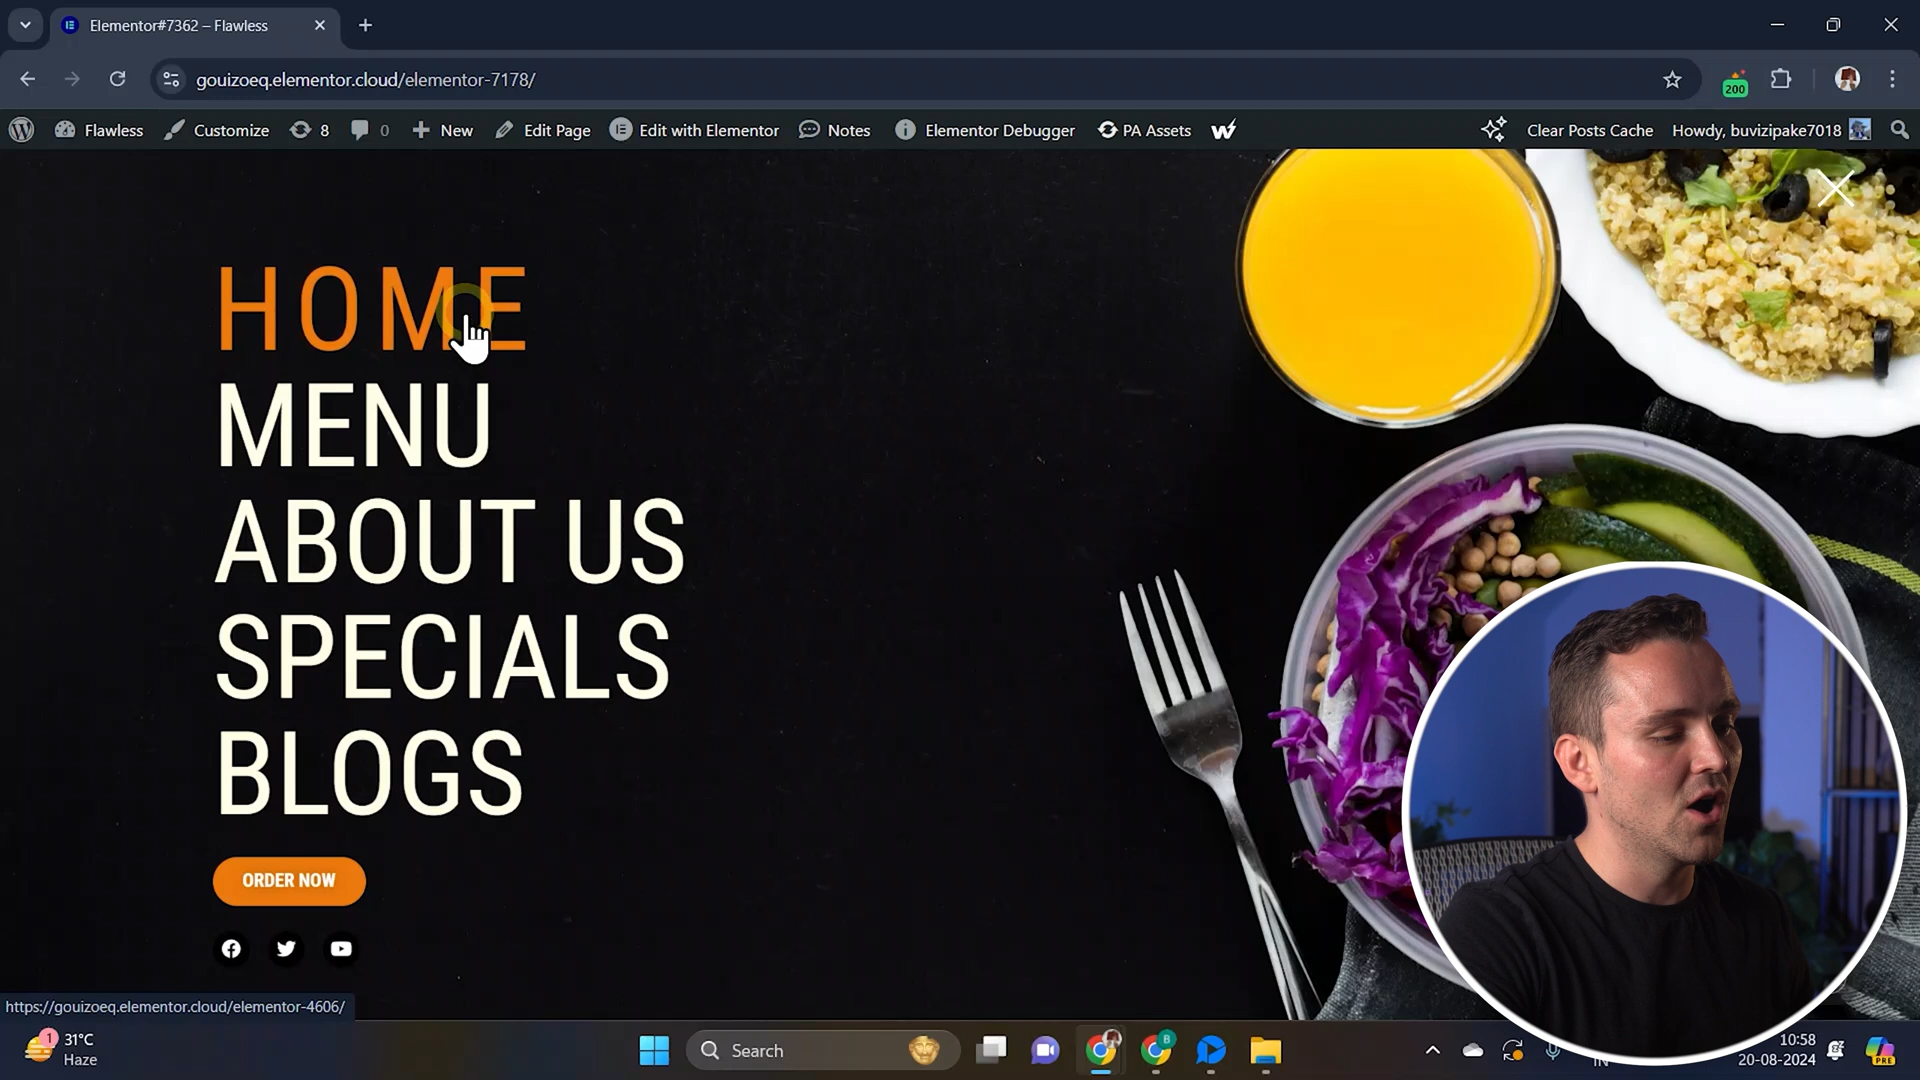 Elementor#7362 – Flawless
gouizoeq.elementor.cloud/elementor-7178/
200
Flawless Customize 8 0 New Edit Page Edit with Elementor Notes Elementor Debugger PA Assets Clear Posts Cache Howdy, buvizipake7018
HOME
MENU
ABOUT US
SPECIALS
BLOGS
ORDER NOW
https://gouizoeq.elementor.cloud/elementor-4606/
1
31°C
Haze
Search
B
10:58
20-08-2024
PRE